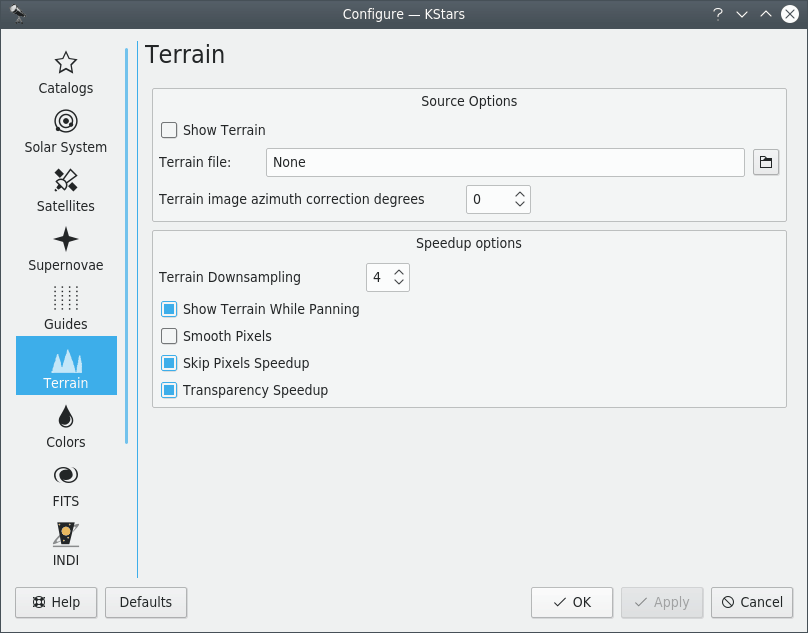 Configure — KStars
?
Catalogs
Solar System
Satellites
Supernovae
Guides
Terrain
Colors
FITS
INDI
Terrain
Source Options
Show Terrain
Terrain file: None
Terrain image azimuth correction degrees 0
Speedup options
Terrain Downsampling 4
Show Terrain While Panning
Smooth Pixels
Skip Pixels Speedup
Transparency Speedup
Help Defaults OK Apply Cancel